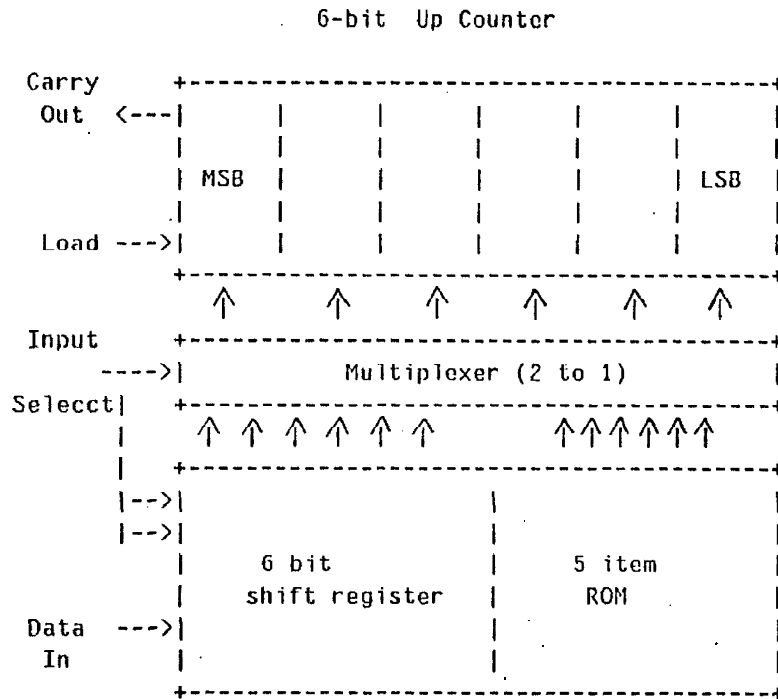 6-bit Up Counter
Carry
Out
MSB
LSB
Load
Input
Multiplexer (2 to 1)
Selecct
6 bit
shift register
5 item
ROM
Data
In